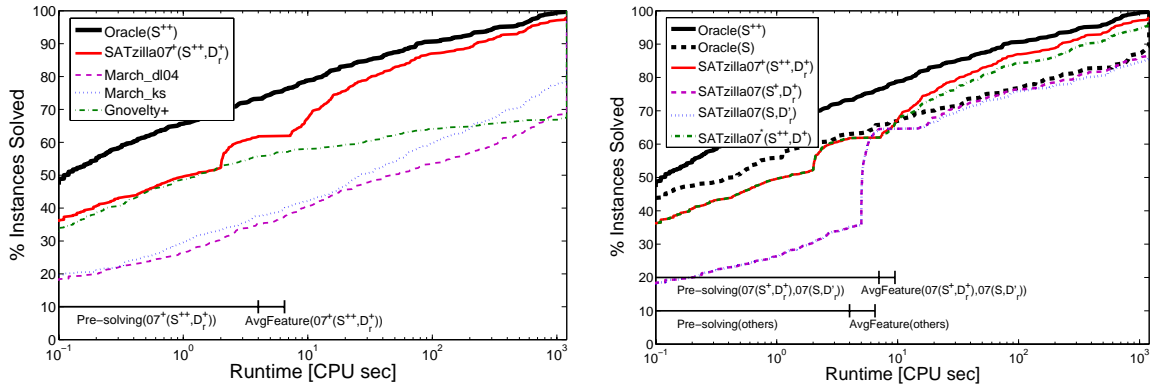 100
90
80
70
60
50
40
30
20
10
0
% Instances Solved
Oracle(S⁺⁺)
SATzilla07⁺(S⁺⁺,D⁺ᵣ)
March_dl04
March_ks
Gnovelty+
Pre-solving(07⁺(S⁺⁺,D⁺ᵣ))
AvgFeature(07⁺(S⁺⁺,D⁺ᵣ))
10⁻¹
10⁰
10¹
10²
10³
Runtime [CPU sec]
100
90
80
70
60
50
40
30
20
10
0
% Instances Solved
Oracle(S⁺⁺)
Oracle(S)
SATzilla07⁺(S⁺⁺,D⁺ᵣ)
SATzilla07(S⁺,D⁺ᵣ)
SATzilla07(S,D'ᵣ)
SATzilla07*(S⁺⁺,D⁺)
Pre-solving(07(S⁺,D⁺ᵣ),07(S,D'ᵣ))
AvgFeature(07(S⁺,D⁺ᵣ),07(S,D'ᵣ))
Pre-solving(others)
AvgFeature(others)
10⁻¹
10⁰
10¹
10²
10³
Runtime [CPU sec]